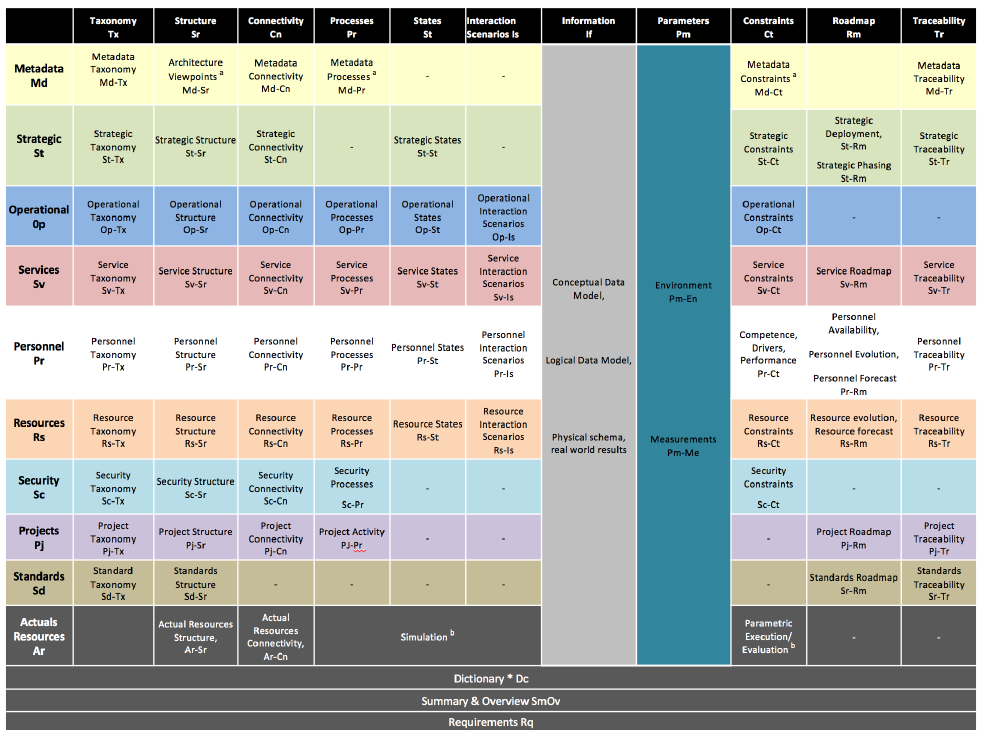 Taxonomy
Tx
Structure
Sr
Connectivity
Cn
Processes
Pr
States
St
Interaction
Scenarios Is
Information
If
Parameters
Pm
Constraints
Ct
Roadmap
Rm
Traceability
Tr
Metadata
Md
Metadata
Taxonomy
Md-Tx
Architecture
Viewpoints a
Md-Sr
Metadata
Connectivity
Md-Cn
Metadata
Processes a
Md-Pr
-
-
Metadata
Constraints a
Md-Ct
Metadata
Traceability
Md-Tr
Strategic
St
Strategic
Taxonomy
St-Tx
Strategic Structure
St-Sr
Strategic
Connectivity
St-Cn
-
Strategic States
St-St
-
Strategic
Constraints
St-Ct
Strategic
Deployment,
St-Rm
Strategic Phasing
St-Rm
Strategic
Traceability
St-Tr
Operational
0p
Operational
Taxonomy
Op-Tx
Operational
Structure
Op-Sr
Operational
Connectivity
Op-Cn
Operational
Processes
Op-Pr
Operational
States
Op-St
Operational
Interaction
Scenarios
Op-Is
Operational
Constraints
Op-Ct
-
-
Services
Sv
Service
Taxonomy
Sv-Tx
Service Structure
Sv-Sr
Service
Connectivity
Sv-Cn
Service
Processes
Sv-Pr
Service States
Sv-St
Service
Interaction
Scenarios
Sv-Is
Conceptual Data
Model,
Environment
Pm-En
Service
Constraints
Sv-Ct
Service Roadmap
Sv-Rm
Service
Traceability
Sv-Tr
Personnel
Pr
Personnel
Taxonomy
Pr-Tx
Personnel
Structure
Pr-Sr
Personnel
Connectivity
Pr-Cn
Personnel
Processes
Pr-Pr
Personnel States
Pr-St
Personnel
Interaction
Scenarios
Pr-Is
Logical Data Model,
Competence,
Drivers,
Performance
Pr-Ct
Personnel
Availability,
Personnel Evolution,
Personnel Forecast
Pr-Rm
Personnel
Traceability
Pr-Tr
Resources
Rs
Resource
Taxonomy
Rs-Tx
Resource
Structure
Rs-Sr
Resource
Connectivity
Rs-Cn
Resource
Processes
Rs-Pr
Resource States
Rs-St
Resource
Interaction
Scenarios
Rs-Is
Physical schema,
real world results
Measurements
Pm-Me
Resource
Constraints
Rs-Ct
Resource evolution,
Resource forecast
Rs-Rm
Resource
Traceability
Rs-Tr
Security
Sc
Security
Taxonomy
Sc-Tx
Security Structure
Sc-Sr
Security
Connectivity
Sc-Cn
Security
Processes
Sc-Pr
-
-
Security
Constraints
Sc-Ct
-
-
Projects
Pj
Project
Taxonomy
Pj-Tx
Project Structure
Pj-Sr
Project
Connectivity
Pj-Cn
Project Activity
PJ-Pr
-
-
-
Project Roadmap
Pj-Rm
Project
Traceability
Pj-Tr
Standards
Sd
Standard
Taxonomy
Sd-Tx
Standards
Structure
Sd-Sr
-
-
-
-
-
Standards Roadmap
Sr-Rm
Standards
Traceability
Sr-Tr
Actuals
Resources
Ar
Actual Resources
Structure,
Ar-Sr
Actual
Resources
Connectivity,
Ar-Cn
Simulation b
Parametric
Execution/
Evaluation b
-
-
Dictionary * Dc
Summary & Overview SmOv
Requirements Rq